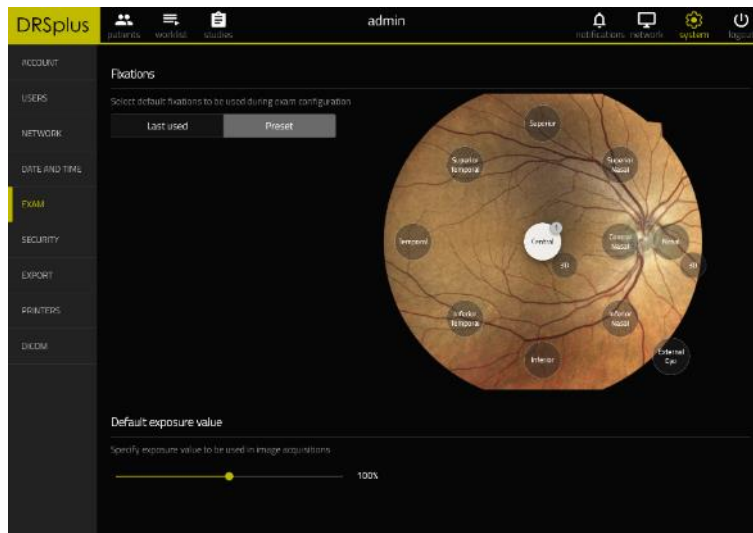 DRSplus
patients worklist studies
admin
notifications network system logout
ACCOUNT
USERS
NETWORK
DATE AND TIME
EXAM
SECURITY
EXPORT
PRINTERS
DICOM
Fixations
Select default fixations to be used during exam configuration
Last used Preset
Superior
Superior Temporal
Superior Nasal
Temporal
Central
1
3D
Central Nasal
Nasal
3D
Inferior Temporal
Inferior Nasal
Inferior
External Eye
Default exposure value
Specify exposure value to be used in image acquisitions
100%